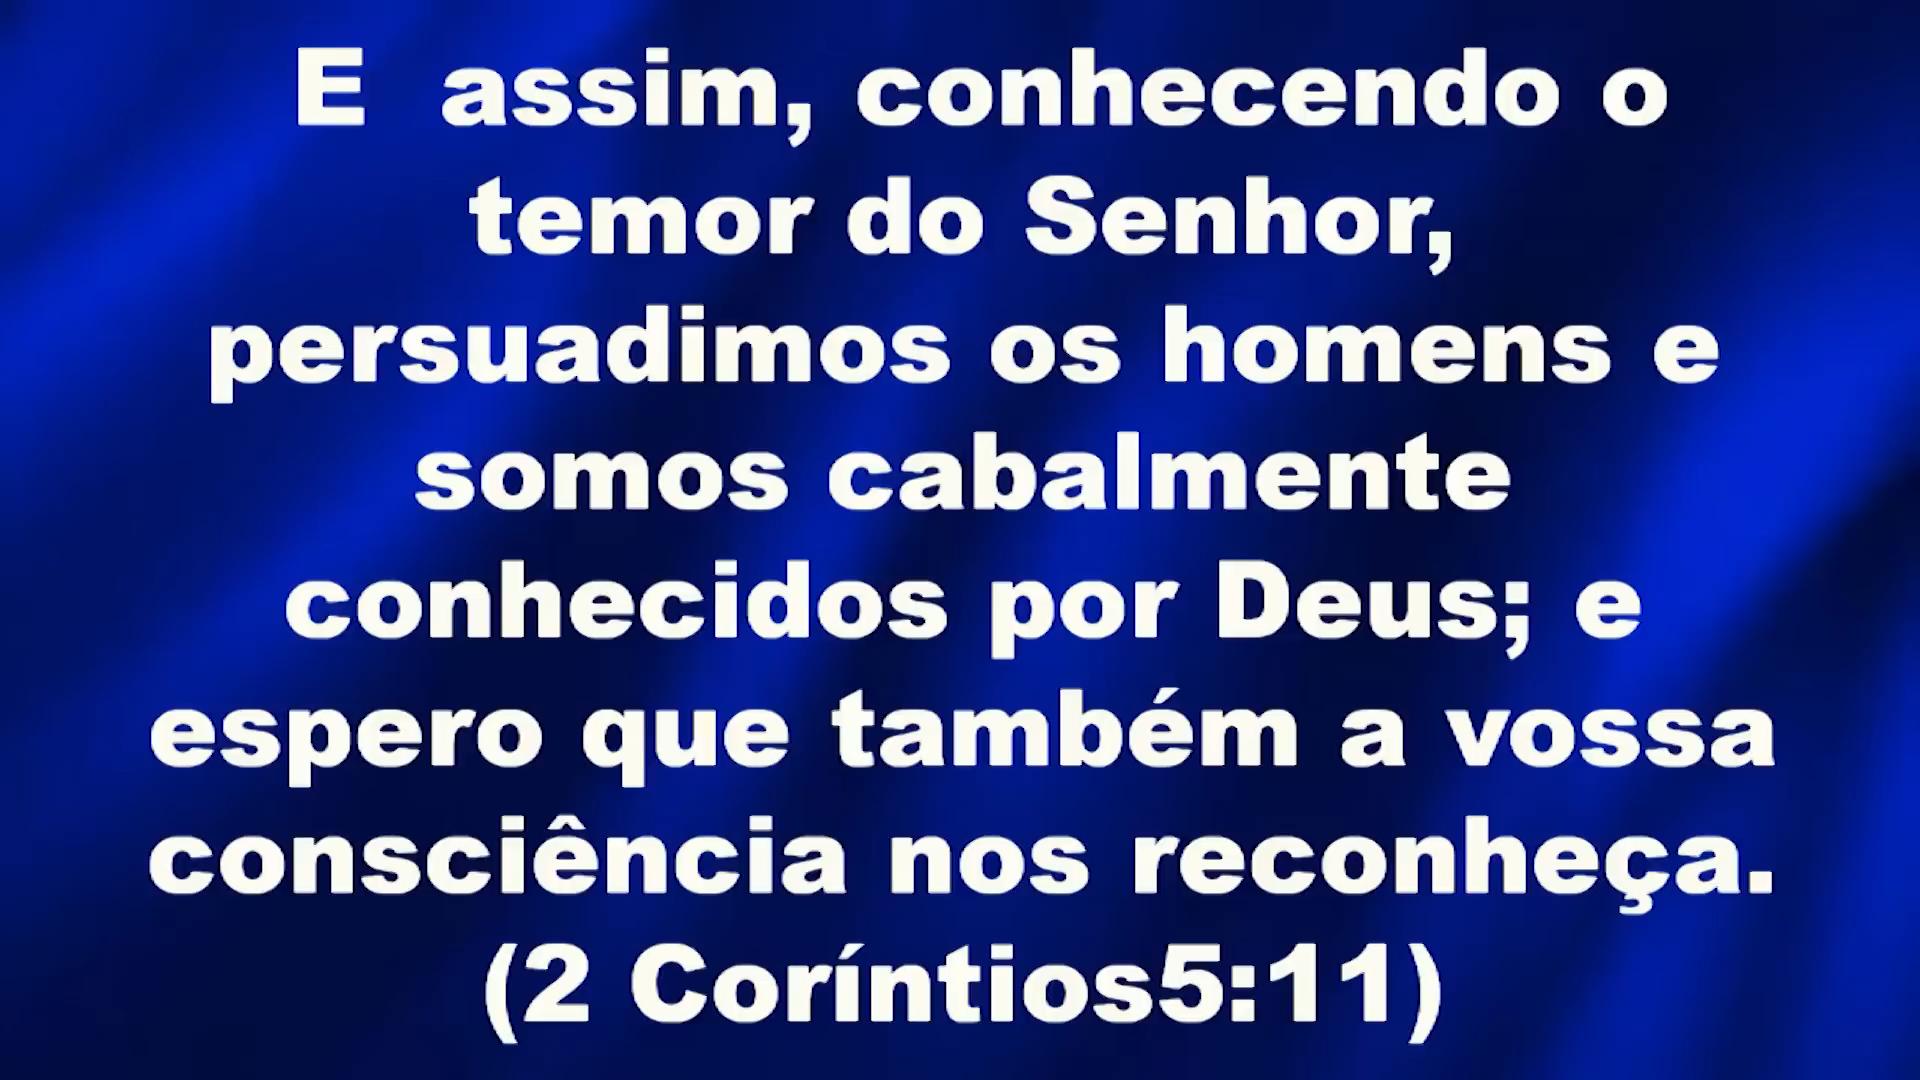 E  assim, conhecendo o
temor do Senhor,
persuadimos os homens e
somos cabalmente
conhecidos por Deus; e
espero que também a vossa
consciência nos reconheça.
(2 Coríntios5:11)